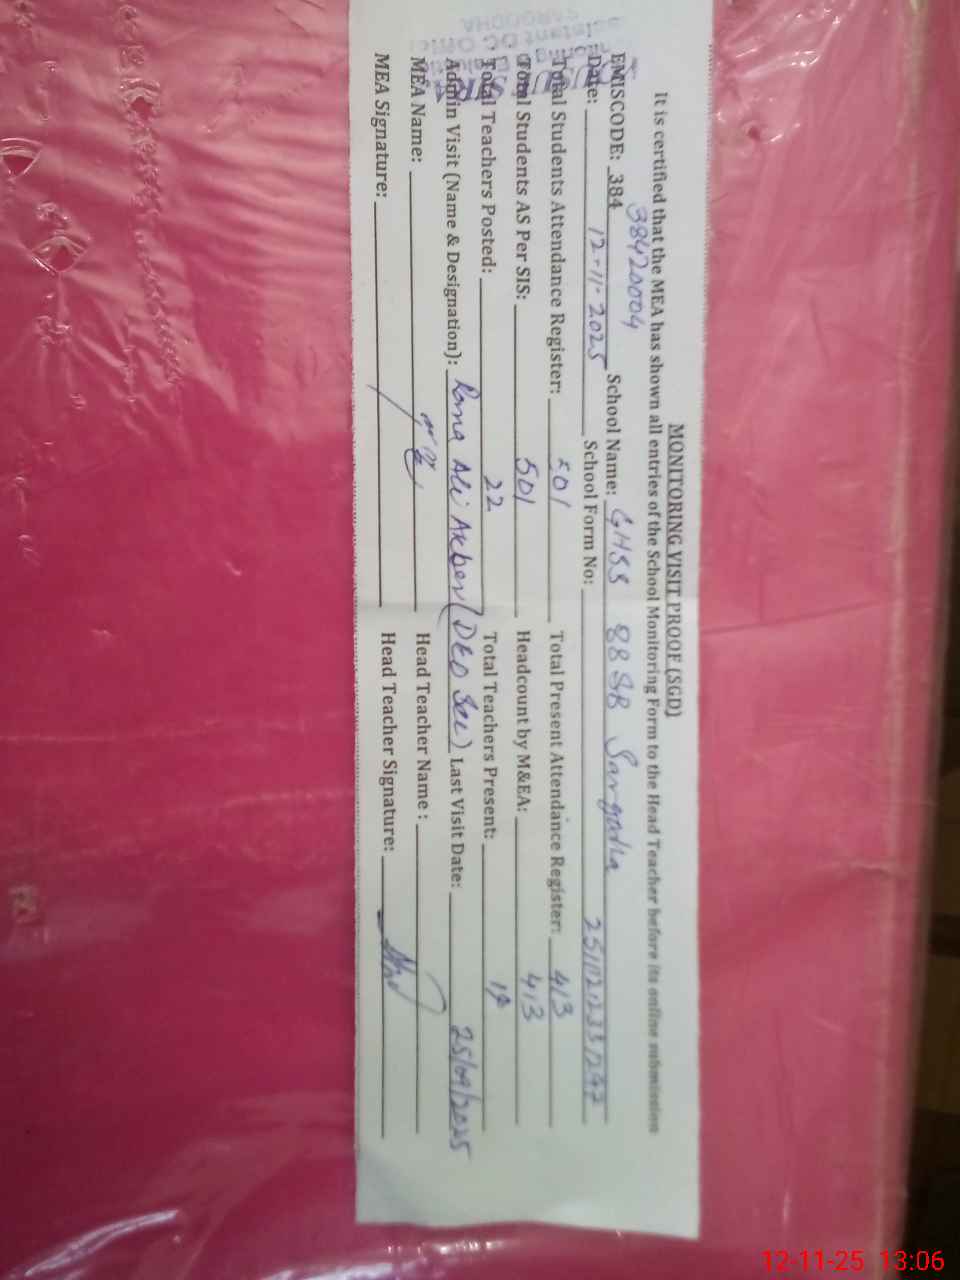 MONITORING VISIT PROOF (SGD)
It is certified that the MEA has shown all entries of the School Monitoring Form to the Head Teacher before its online submission
38420004
EMISCODE: 384 School Name: GHSS 88 SB Sargodha
Date: 12-11-2025 School Form No:
Total Students Attendance Register: 501 Total Present Attendance Register: 413
Total Students AS Per SIS: 501 Headcount by M&EA: 413
Total Teachers Posted: 22 Total Teachers Present: 19
Admin Visit (Name & Designation): Rana Ali Akber (DEO Sec) Last Visit Date: 25/09/2025
MEA Name: Head Teacher Name :
MEA Signature: Head Teacher Signature:
SARGODHA
12-11-25 13:06